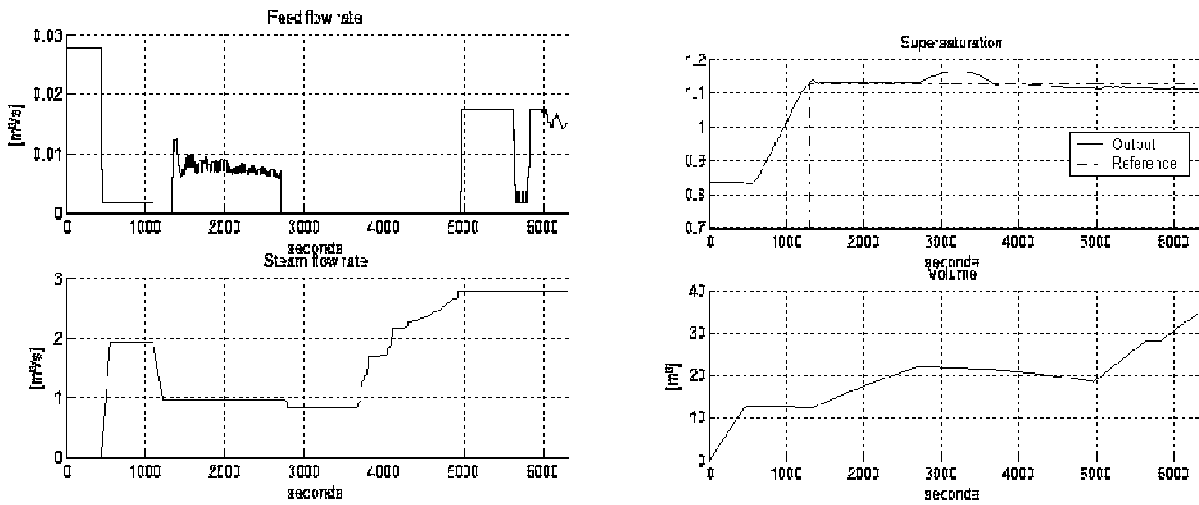 Feed flow rate
0.03
0.02
0.01
0
[m³/s]
0 1000 2000 3000 4000 5000 6000
seconds
Steam flow rate
3
2
1
0
[m³/s]
0 1000 2000 3000 4000 5000 6000
seconds
Supersaturation
1.2
1.1
1
0.9
0.8
0.7
Output
Reference
0 1000 2000 3000 4000 5000 6000
seconds
Volume
40
30
20
10
0
[m³]
0 1000 2000 3000 4000 5000 6000
seconds